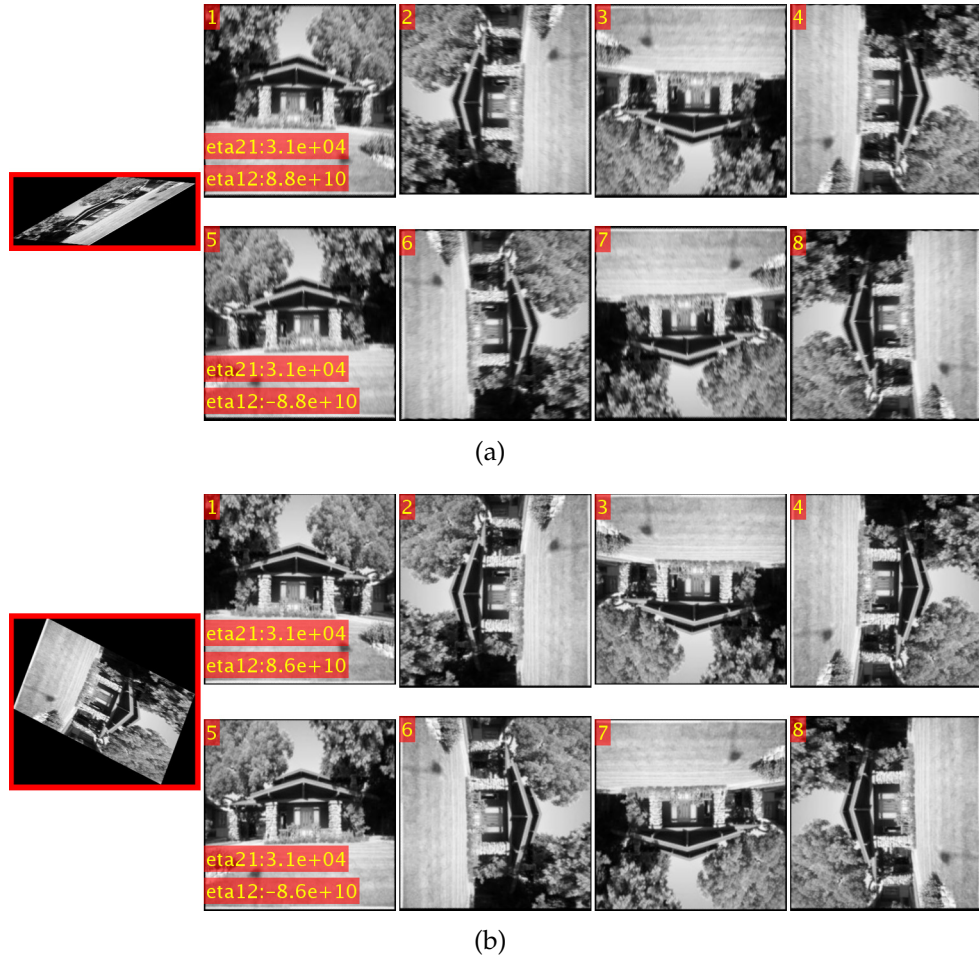 1 2 3 4
eta21:3.1e+04
eta12:8.8e+10
5 6 7 8
eta21:3.1e+04
eta12:-8.8e+10
(a)
1 2 3 4
eta21:3.1e+04
eta12:8.6e+10
5 6 7 8
eta21:3.1e+04
eta12:-8.6e+10
(b)